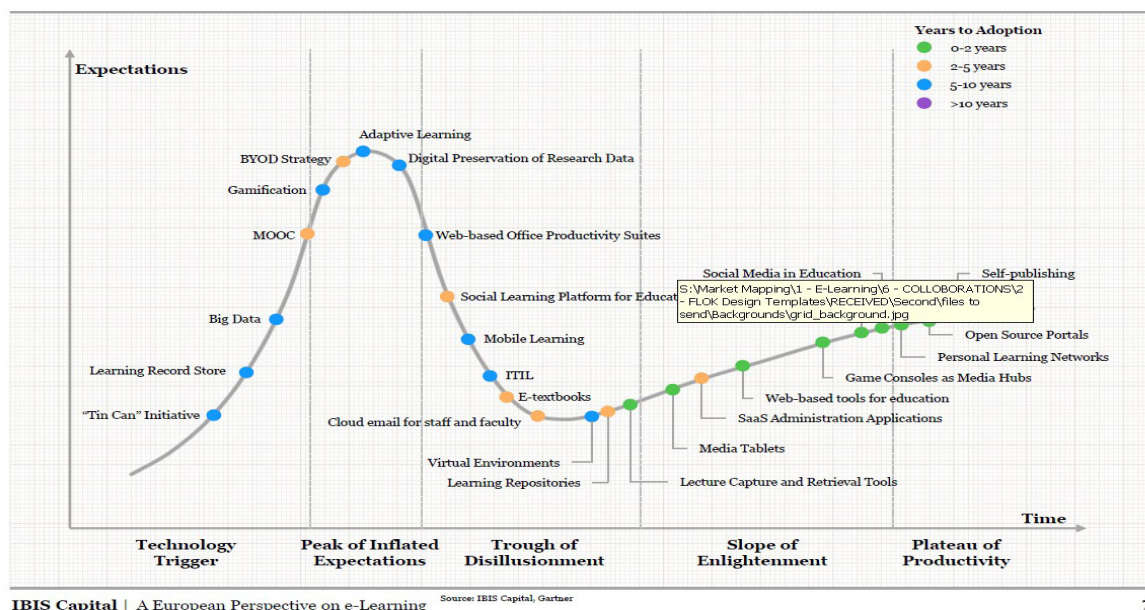 Years to Adoption
0-2 years
2-5 years
5-10 years
>10 years
Expectations
Adaptive Learning
BYOD Strategy
Digital Preservation of Research Data
Gamification
MOOC
Web-based Office Productivity Suites
Social Media in Education
Self-publishing
S:\Market Mapping\1 - E-Learning\6 - COLLOBORATIONS\2
- FLOK Design Templates\RECEIVED\Second\files to
send\Backgrounds\grid_background.jpg
Social Learning Platform for
Big Data
Open Source Portals
Mobile Learning
Personal Learning Networks
Learning Record Store
ITIL
Game Consoles as Media Hubs
E-textbooks
Web-based tools for education
"Tin Can" Initiative
Cloud email for staff and faculty
SaaS Administration Applications
Media Tablets
Virtual Environments
Learning Repositories
Lecture Capture and Retrieval Tools
Time
Technology
Trigger
Peak of Inflated
Expectations
Trough of
Disillusionment
Slope of
Enlightenment
Plateau of
Productivity
IBIS Capital | A European Perspective on e-Learning
Source: IBIS Capital, Gartner